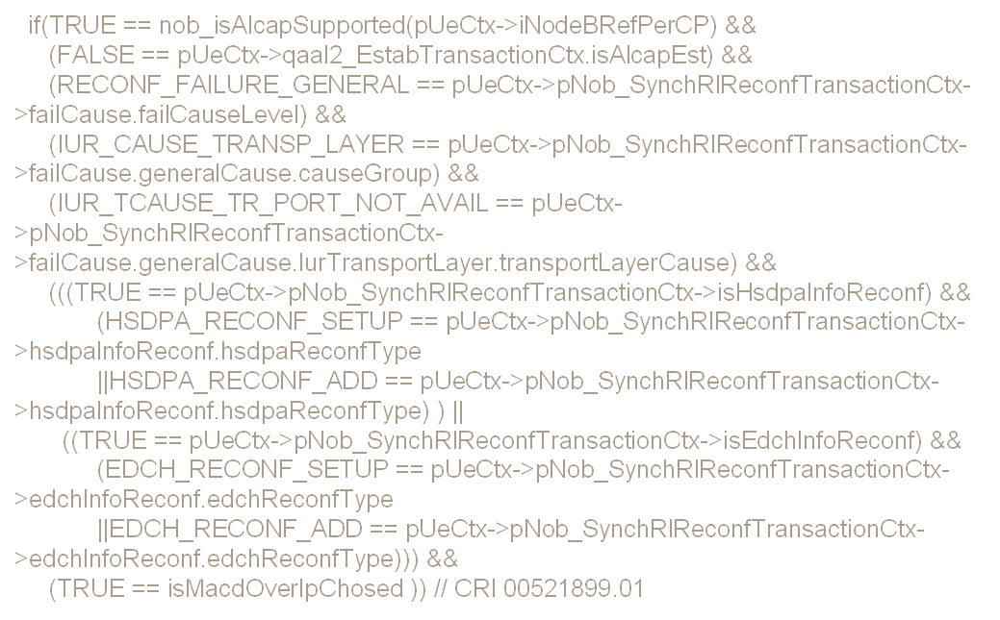 if(TRUE == nob_isAlcapSupported(pUeCtx->iNodeBRefPerCP) &&
(FALSE == pUeCtx->qaal2_EstabTransactionCtx.isAlcapEst) &&
(RECONF_FAILURE_GENERAL == pUeCtx->pNob_SynchRlReconfTransactionCtx-
>failCause.failCauseLevel) &&
(IUR_CAUSE_TRANSP_LAYER == pUeCtx->pNob_SynchRlReconfTransactionCtx-
>failCause.generalCause.causeGroup) &&
(IUR_TCAUSE_TR_PORT_NOT_AVAIL == pUeCtx-
>pNob_SynchRlReconfTransactionCtx-
>failCause.generalCause.IurTransportLayer.transportLayerCause) &&
(((TRUE == pUeCtx->pNob_SynchRlReconfTransactionCtx->isHsdpaInfoReconf) &&
(HSDPA_RECONF_SETUP == pUeCtx->pNob_SynchRlReconfTransactionCtx-
>hsdpaInfoReconf.hsdpaReconfType
||HSDPA_RECONF_ADD == pUeCtx->pNob_SynchRlReconfTransactionCtx-
>hsdpaInfoReconf.hsdpaReconfType) ) ||
((TRUE == pUeCtx->pNob_SynchRlReconfTransactionCtx->isEdchInfoReconf) &&
(EDCH_RECONF_SETUP == pUeCtx->pNob_SynchRlReconfTransactionCtx-
>edchInfoReconf.edchReconfType
||EDCH_RECONF_ADD == pUeCtx->pNob_SynchRlReconfTransactionCtx-
>edchInfoReconf.edchReconfType))) &&
(TRUE == isMacdOverIpChosed )) // CRI 00521899.01